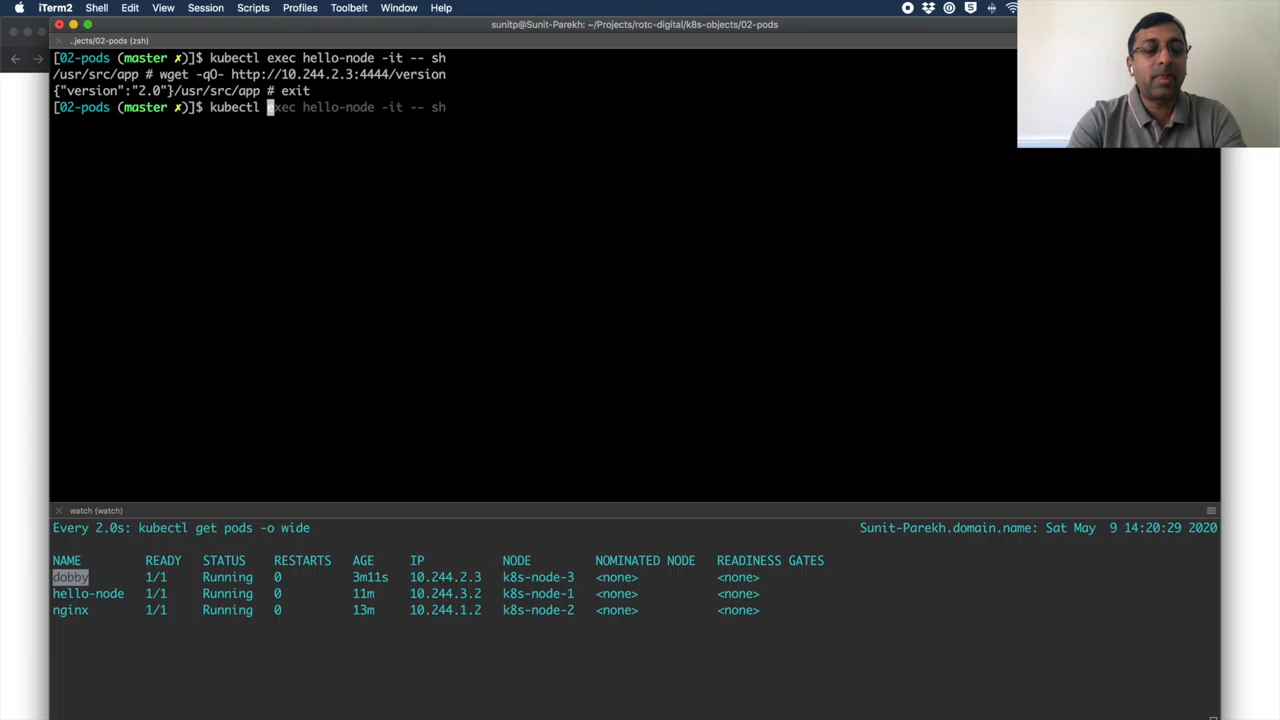 iTerm2 Shell Edit View Session Scripts Profiles Toolbelt Window Help
sunitp@Sunit-Parekh: ~/Projects/rotc-digital/k8s-objects/02-pods
..jects/02-pods (zsh)
[02-pods (master ✗)]$ kubectl exec hello-node -it -- sh
/usr/src/app # wget -qO- http://10.244.2.3:4444/version
{"version":"2.0"}/usr/src/app # exit
[02-pods (master ✗)]$ kubectl exec hello-node -it -- sh
watch (watch)
Every 2.0s: kubectl get pods -o wide Sunit-Parekh.domain.name: Sat May 9 14:20:29 2020
NAME READY STATUS RESTARTS AGE IP NODE NOMINATED NODE READINESS GATES
dobby 1/1 Running 0 3m11s 10.244.2.3 k8s-node-3 <none> <none>
hello-node 1/1 Running 0 11m 10.244.3.2 k8s-node-1 <none> <none>
nginx 1/1 Running 0 13m 10.244.1.2 k8s-node-2 <none> <none>